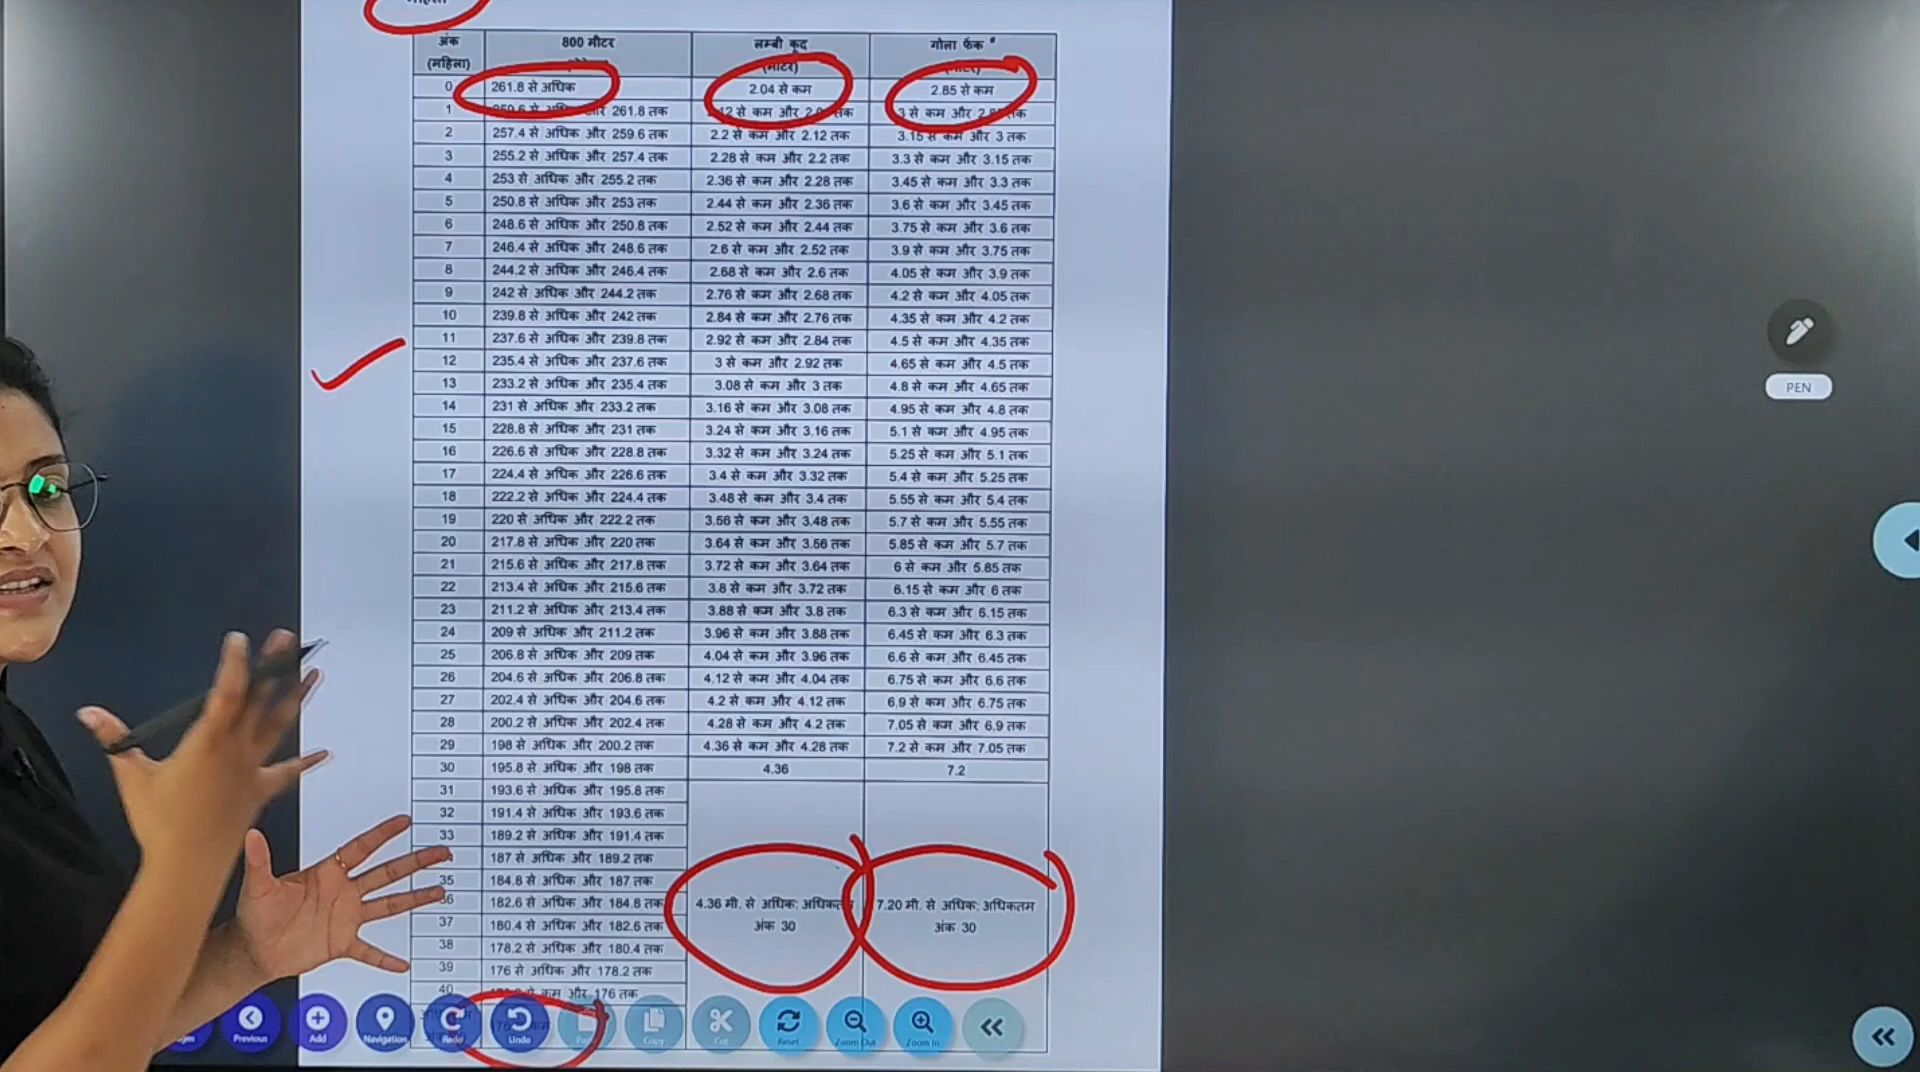 महिला
अंक 800 मीटर लम्बी कूद गोला फेंक
(महिला) (मीटर)
0 261.8 से अधिक 2.04 से कम 2.85 से कम
1 261.8 तक से कम और 3 से कम और
2 257.4 से अधिक और 259.6 तक 2.2 से कम और 2.12 तक 3.15 से कम और 3 तक
3 255.2 से अधिक और 257.4 तक 2.28 से कम और 2.2 तक 3.3 से कम और 3.15 तक
4 253 से अधिक और 255.2 तक 2.36 से कम और 2.28 तक 3.45 से कम और 3.3 तक
5 250.8 से अधिक और 253 तक 2.44 से कम और 2.36 तक 3.6 से कम और 3.45 तक
6 248.6 से अधिक और 250.8 तक 2.52 से कम और 2.44 तक 3.75 से कम और 3.6 तक
7 246.4 से अधिक और 248.6 तक 2.6 से कम और 2.52 तक 3.9 से कम और 3.75 तक
8 244.2 से अधिक और 246.4 तक 2.68 से कम और 2.6 तक 4.05 से कम और 3.9 तक
9 242 से अधिक और 244.2 तक 2.76 से कम और 2.68 तक 4.2 से कम और 4.05 तक
10 239.8 से अधिक और 242 तक 2.84 से कम और 2.76 तक 4.35 से कम और 4.2 तक
11 237.6 से अधिक और 239.8 तक 2.92 से कम और 2.84 तक 4.5 से कम और 4.35 तक
12 235.4 से अधिक और 237.6 तक 3 से कम और 2.92 तक 4.65 से कम और 4.5 तक
13 233.2 से अधिक और 235.4 तक 3.08 से कम और 3 तक 4.8 से कम और 4.65 तक
14 231 से अधिक और 233.2 तक 3.16 से कम और 3.08 तक 4.95 से कम और 4.8 तक
15 228.8 से अधिक और 231 तक 3.24 से कम और 3.16 तक 5.1 से कम और 4.95 तक
16 226.6 से अधिक और 228.8 तक 3.32 से कम और 3.24 तक 5.25 से कम और 5.1 तक
17 224.4 से अधिक और 226.6 तक 3.4 से कम और 3.32 तक 5.4 से कम और 5.25 तक
18 222.2 से अधिक और 224.4 तक 3.48 से कम और 3.4 तक 5.55 से कम और 5.4 तक
19 220 से अधिक और 222.2 तक 3.56 से कम और 3.48 तक 5.7 से कम और 5.55 तक
20 217.8 से अधिक और 220 तक 3.64 से कम और 3.56 तक 5.85 से कम और 5.7 तक
21 215.6 से अधिक और 217.8 तक 3.72 से कम और 3.64 तक 6 से कम और 5.85 तक
22 213.4 से अधिक और 215.6 तक 3.8 से कम और 3.72 तक 6.15 से कम और 6 तक
23 211.2 से अधिक और 213.4 तक 3.88 से कम और 3.8 तक 6.3 से कम और 6.15 तक
24 209 से अधिक और 211.2 तक 3.96 से कम और 3.88 तक 6.45 से कम और 6.3 तक
25 206.8 से अधिक और 209 तक 4.04 से कम और 3.96 तक 6.6 से कम और 6.45 तक
26 204.6 से अधिक और 206.8 तक 4.12 से कम और 4.04 तक 6.75 से कम और 6.6 तक
27 202.4 से अधिक और 204.6 तक 4.2 से कम और 4.12 तक 6.9 से कम और 6.75 तक
28 200.2 से अधिक और 202.4 तक 4.28 से कम और 4.2 तक 7.05 से कम और 6.9 तक
29 198 से अधिक और 200.2 तक 4.36 से कम और 4.28 तक 7.2 से कम और 7.05 तक
30 195.8 से अधिक और 198 तक 4.36 7.2
31 193.6 से अधिक और 195.8 तक
32 191.4 से अधिक और 193.6 तक
33 189.2 से अधिक और 191.4 तक
187 से अधिक और 189.2 तक
35 184.8 से अधिक और 187 तक
36 182.6 से अधिक और 184.8 तक 4.36 मी. से अधिक: 7.20 मी. से अधिक: अधिकतम
37 180.4 से अधिक और 182.6 तक अंक 30 अंक 30
38 178.2 से अधिक और 180.4 तक
39 176 से अधिक और 178.2 तक
40 से कम और 176 तक
PEN
Previous Add Navigation Redo Undo Copy Cut Reset Zoom Out Zoom In